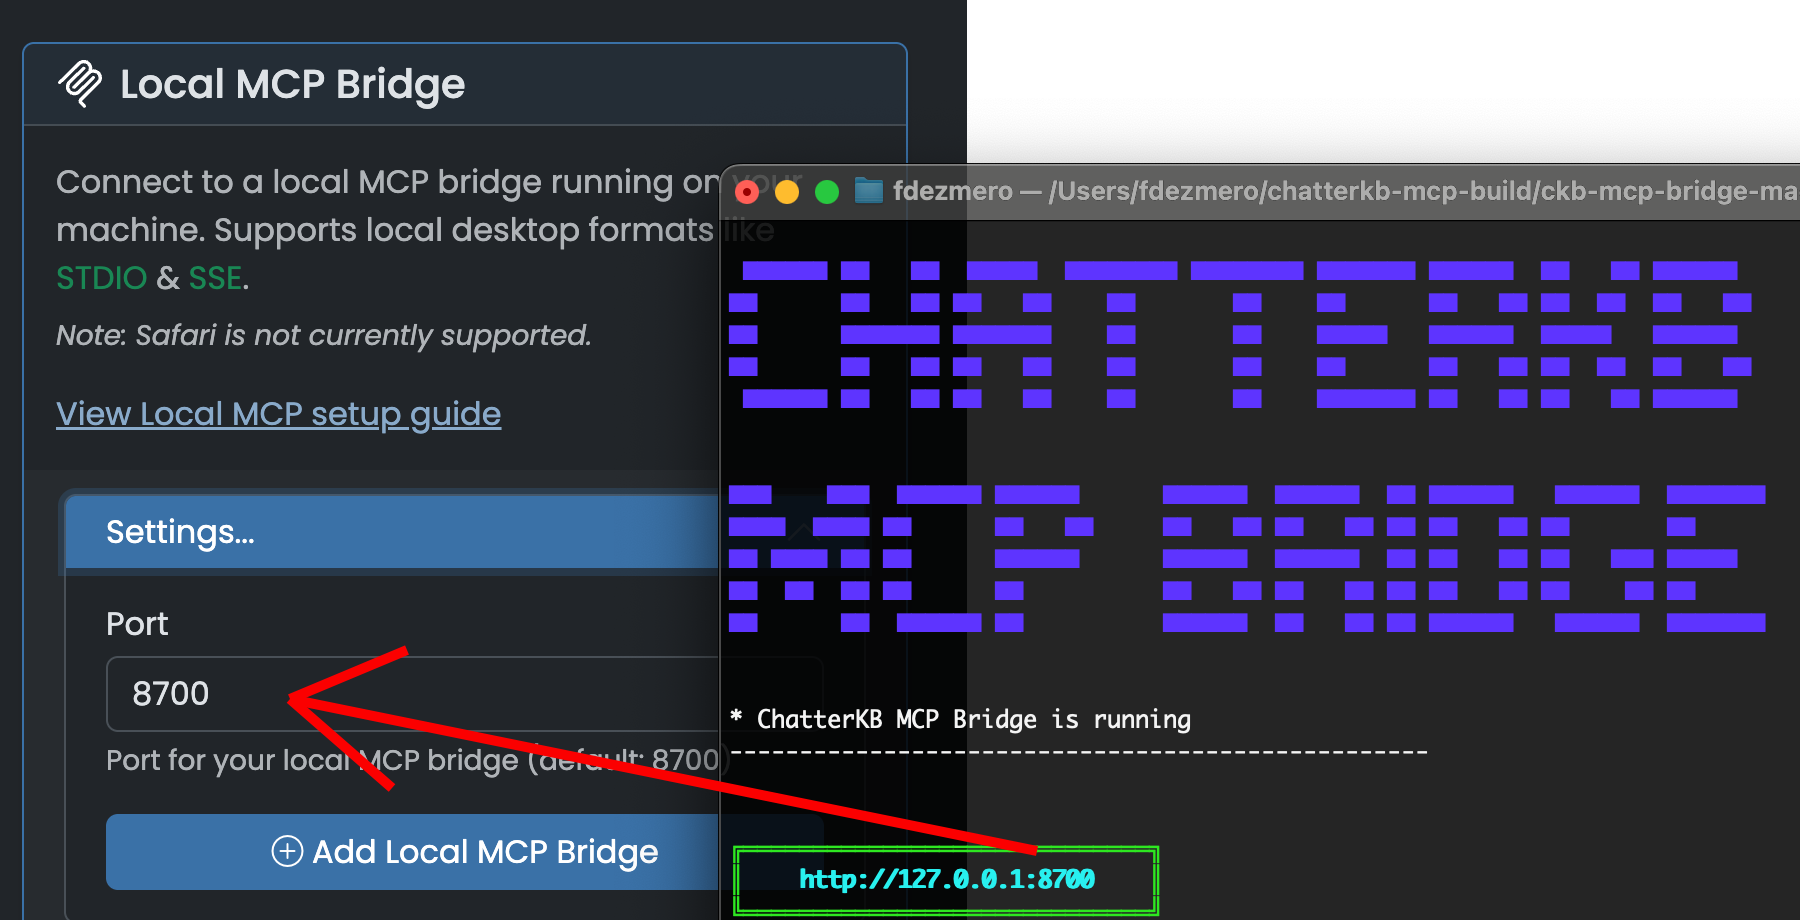 Local MCP Bridge
Connect to a local MCP bridge running on your
machine. Supports local desktop formats like
STDIO & SSE.
Note: Safari is not currently supported.
View Local MCP setup guide
Settings...
Port
8700
Port for your local MCP bridge (default: 8700)
Add Local MCP Bridge
fdezmero — /Users/fdezmero/chatterkb-mcp-build/ckb-mcp-bridge-ma
CHATTERKB
MCP BRIDGE
* ChatterKB MCP Bridge is running
--------------------------------------------------
http://127.0.0.1:8700